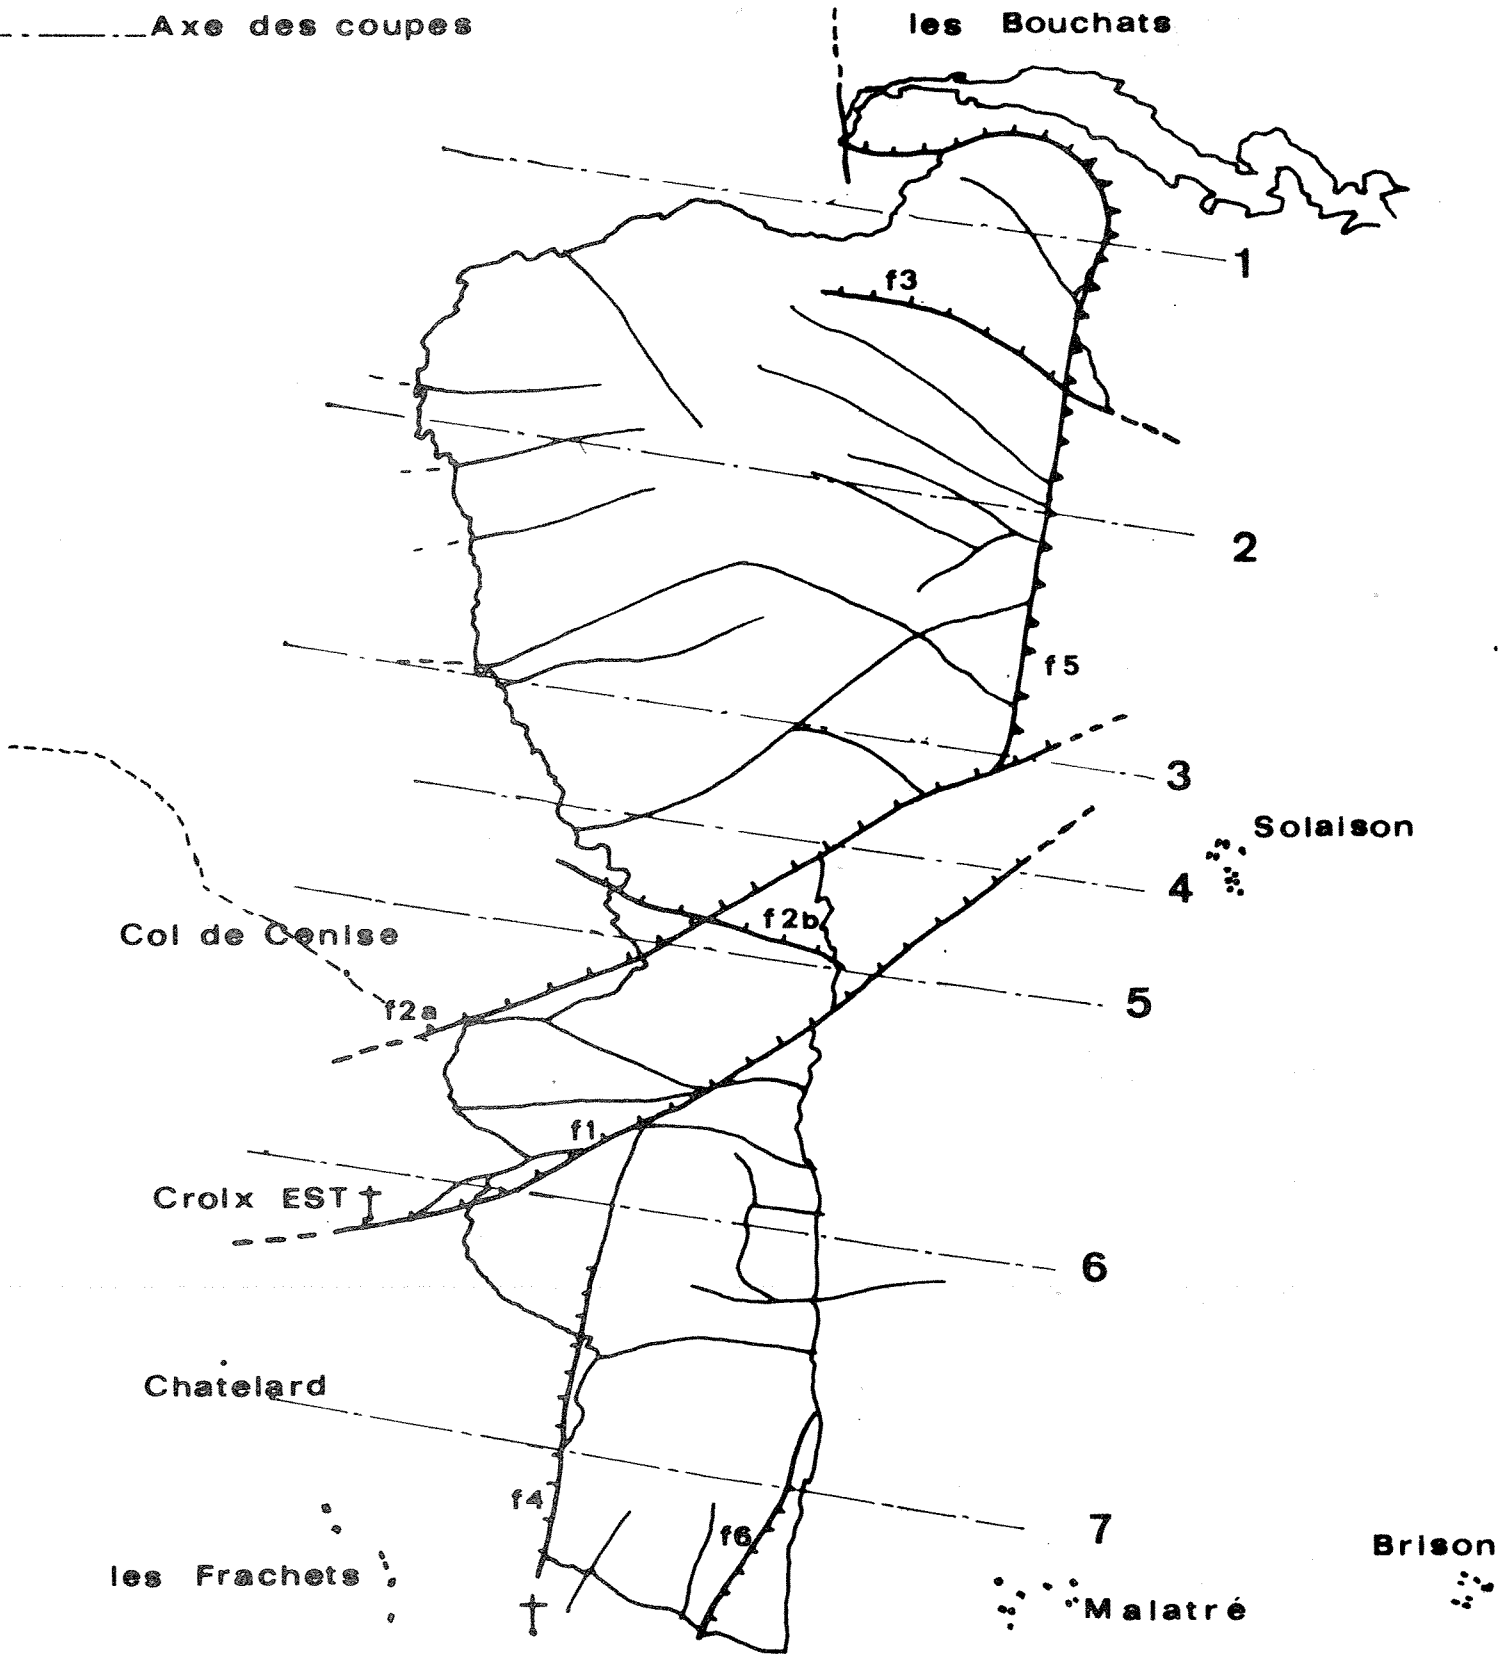 Axe des coupes
les Bouchats
1
f3
2
f5
3
Solaison
4
f2b
Col de Cenise
5
f2a
f1
Croix EST
6
Chatelard
f4
7
f6
Brison
les Frachets
Malatré